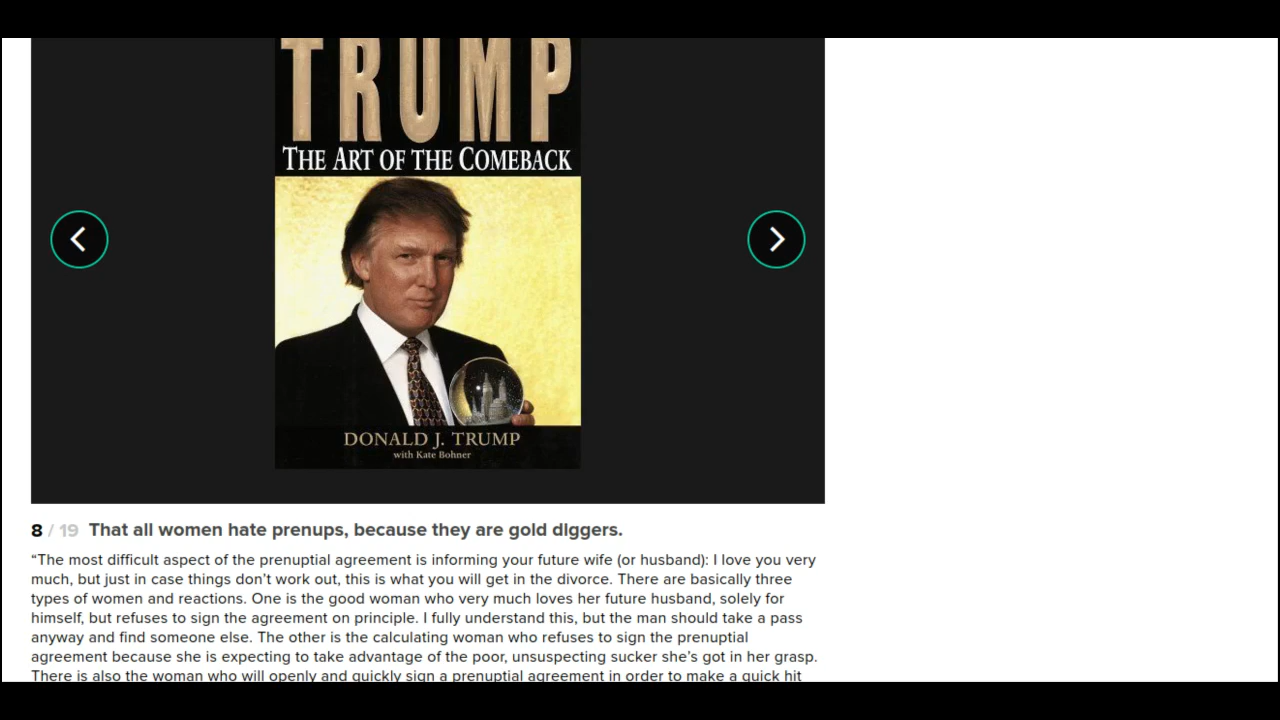 TRUMP
THE ART OF THE COMEBACK
DONALD J. TRUMP
with Kate Bohner
8 / 19 That all women hate prenups, because they are gold dIggers.
“The most difficult aspect of the prenuptial agreement is informing your future wife (or husband): I love you very
much, but just in case things don’t work out, this is what you will get in the divorce. There are basically three
types of women and reactions. One is the good woman who very much loves her future husband, solely for
himself, but refuses to sign the agreement on principle. I fully understand this, but the man should take a pass
anyway and find someone else. The other is the calculating woman who refuses to sign the prenuptial
agreement because she is expecting to take advantage of the poor, unsuspecting sucker she’s got in her grasp.
There is also the woman who will openly and quickly sign a prenuptial agreement in order to make a quick hit